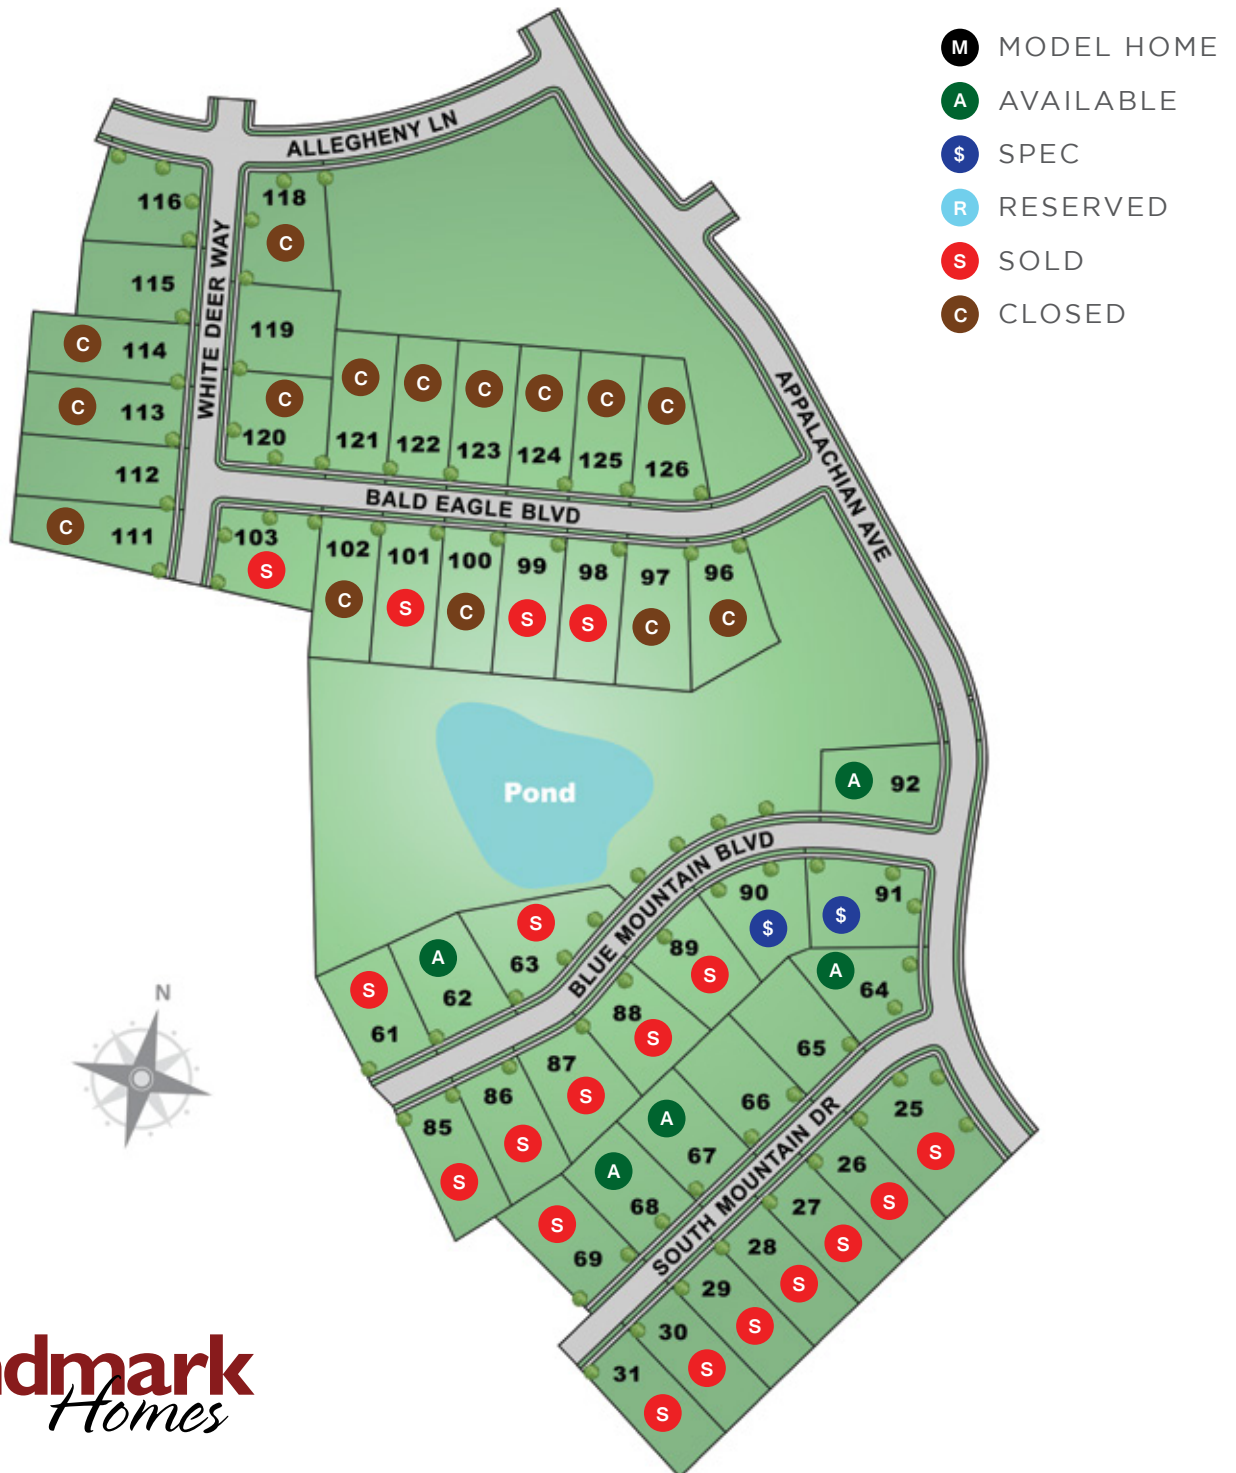 M MODEL HOME
A AVAILABLE
$ SPEC
R RESERVED
S SOLD
C CLOSED
ALLEGHENY LN
WHITE DEER WAY
APPALACHIAN AVE
116
118
C
115
119
C 114
C 113
C
120
112
C 111
C
121
C
122
C
123
C
124
C
125
C
126
BALD EAGLE BLVD
103
S
102
C
101
S
100
C
99
S
98
S
97
C
96
C
Pond
A 92
BLUE MOUNTAIN BLVD
90
$
91
$
S
63
A
62
S
61
89
S
A
64
88
S
65
87
S
66
86
S
85
S
A
67
A
68
S
69
SOUTH MOUNTAIN DR
25
S
26
S
27
S
28
S
29
S
30
S
31
S
N
dmark
Homes